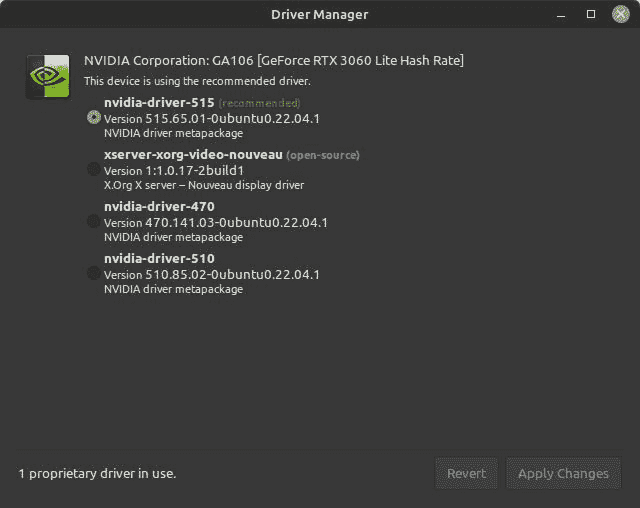 Driver Manager
NVIDIA Corporation: GA106 [GeForce RTX 3060 Lite Hash Rate]
This device is using the recommended driver.
nvidia-driver-515 (recommended)
Version 515.65.01-0ubuntu0.22.04.1
NVIDIA driver metapackage
xserver-xorg-video-nouveau (open-source)
Version 1:1.0.17-2build1
X.Org X server – Nouveau display driver
nvidia-driver-470
Version 470.141.03-0ubuntu0.22.04.1
NVIDIA driver metapackage
nvidia-driver-510
Version 510.85.02-0ubuntu0.22.04.1
NVIDIA driver metapackage
1 proprietary driver in use.
Revert
Apply Changes